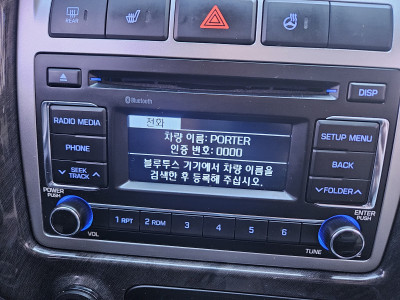 REAR
Bluetooth
DISP
RADIO MEDIA
PHONE
SEEK
TRACK
POWER
PUSH
VOL
전화
차량 이름: PORTER
인증 번호: 0000
블루투스 기기에서 차량 이름을
검색한 후 등록해 주십시오.
SETUP MENU
BACK
FOLDER
ENTER
PUSH
TUNE
1 RPT
2 RDM
3
4
5
6